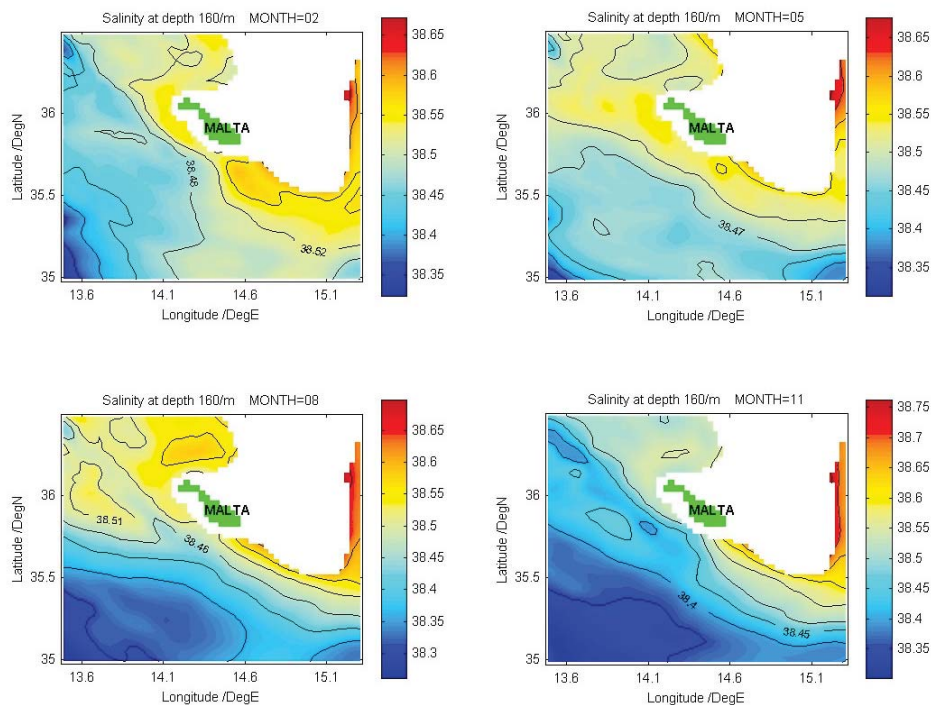 Salinity at depth 160/m MONTH=02
Latitude /DegN
36
35.5
35
MALTA
38.48
38.52
13.6 14.1 14.6 15.1
Longitude /DegE
38.65
38.6
38.55
38.5
38.45
38.4
38.35
Salinity at depth 160/m MONTH=05
Latitude /DegN
36
35.5
35
MALTA
38.47
13.6 14.1 14.6 15.1
Longitude /DegE
38.65
38.6
38.55
38.5
38.45
38.4
38.35
Salinity at depth 160/m MONTH=08
Latitude /DegN
36
35.5
35
MALTA
38.51
38.46
13.6 14.1 14.6 15.1
Longitude /DegE
38.65
38.6
38.55
38.5
38.45
38.4
38.35
38.3
Salinity at depth 160/m MONTH=11
Latitude /DegN
36
35.5
35
MALTA
38.4
38.45
13.6 14.1 14.6 15.1
Longitude /DegE
38.75
38.7
38.65
38.6
38.55
38.5
38.45
38.4
38.35